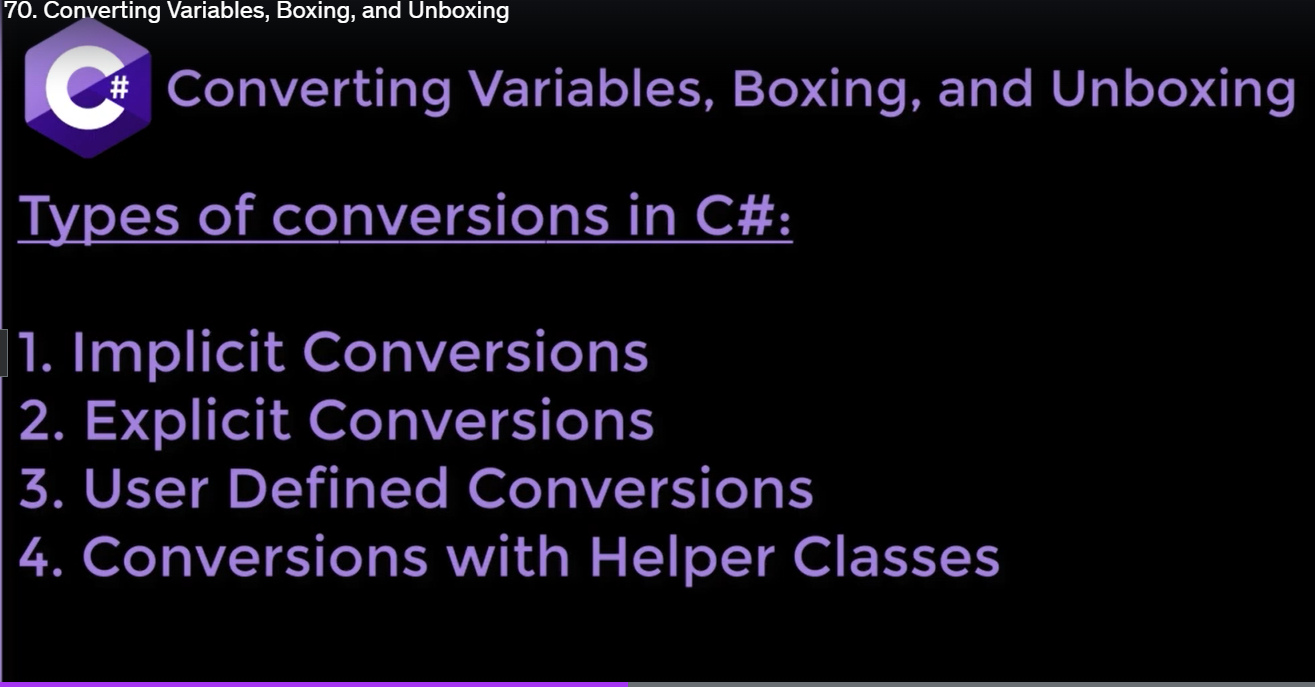 70. Converting Variables, Boxing, and Unboxing
C# Converting Variables, Boxing, and Unboxing
Types of conversions in C#:
1. Implicit Conversions
2. Explicit Conversions
3. User Defined Conversions
4. Conversions with Helper Classes